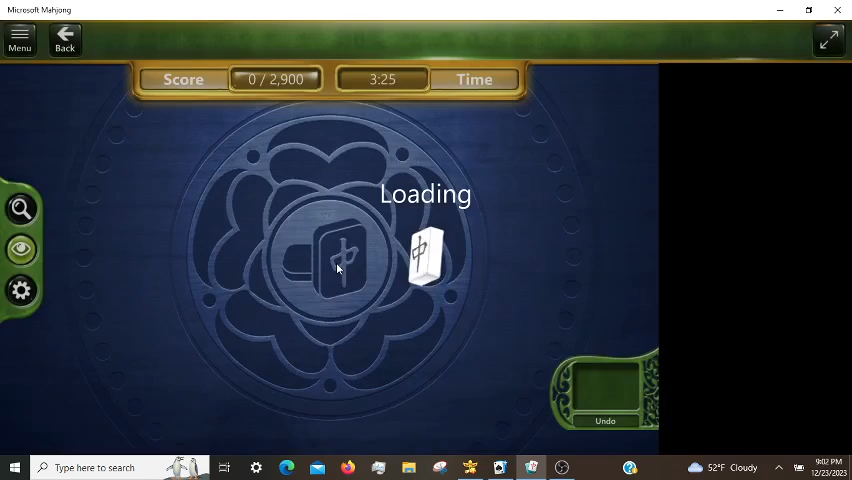 Microsoft Mahjong
Menu
Back
Score
0 / 2,900
3:25
Time
Loading
中
中
Undo
Type here to search
52°F Cloudy
9:02 PM
12/23/2023